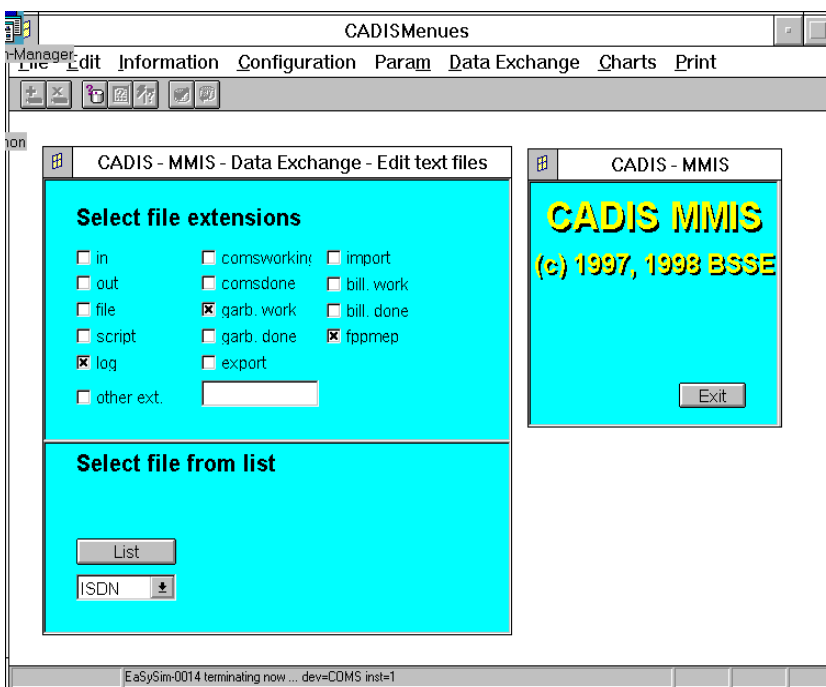 CADISMenues
-Manager
File Edit Information Configuration Param Data Exchange Charts Print
CADIS - MMIS - Data Exchange - Edit text files
CADIS - MMIS
Select file extensions
in
comsworking
import
out
comsdone
bill. work
file
garb. work
bill. done
script
garb. done
fppmep
log
export
other ext.
CADIS MMIS
(c) 1997, 1998 BSSE
Exit
Select file from list
List
ISDN
EaSySim-0014 terminating now ... dev=COMS inst=1